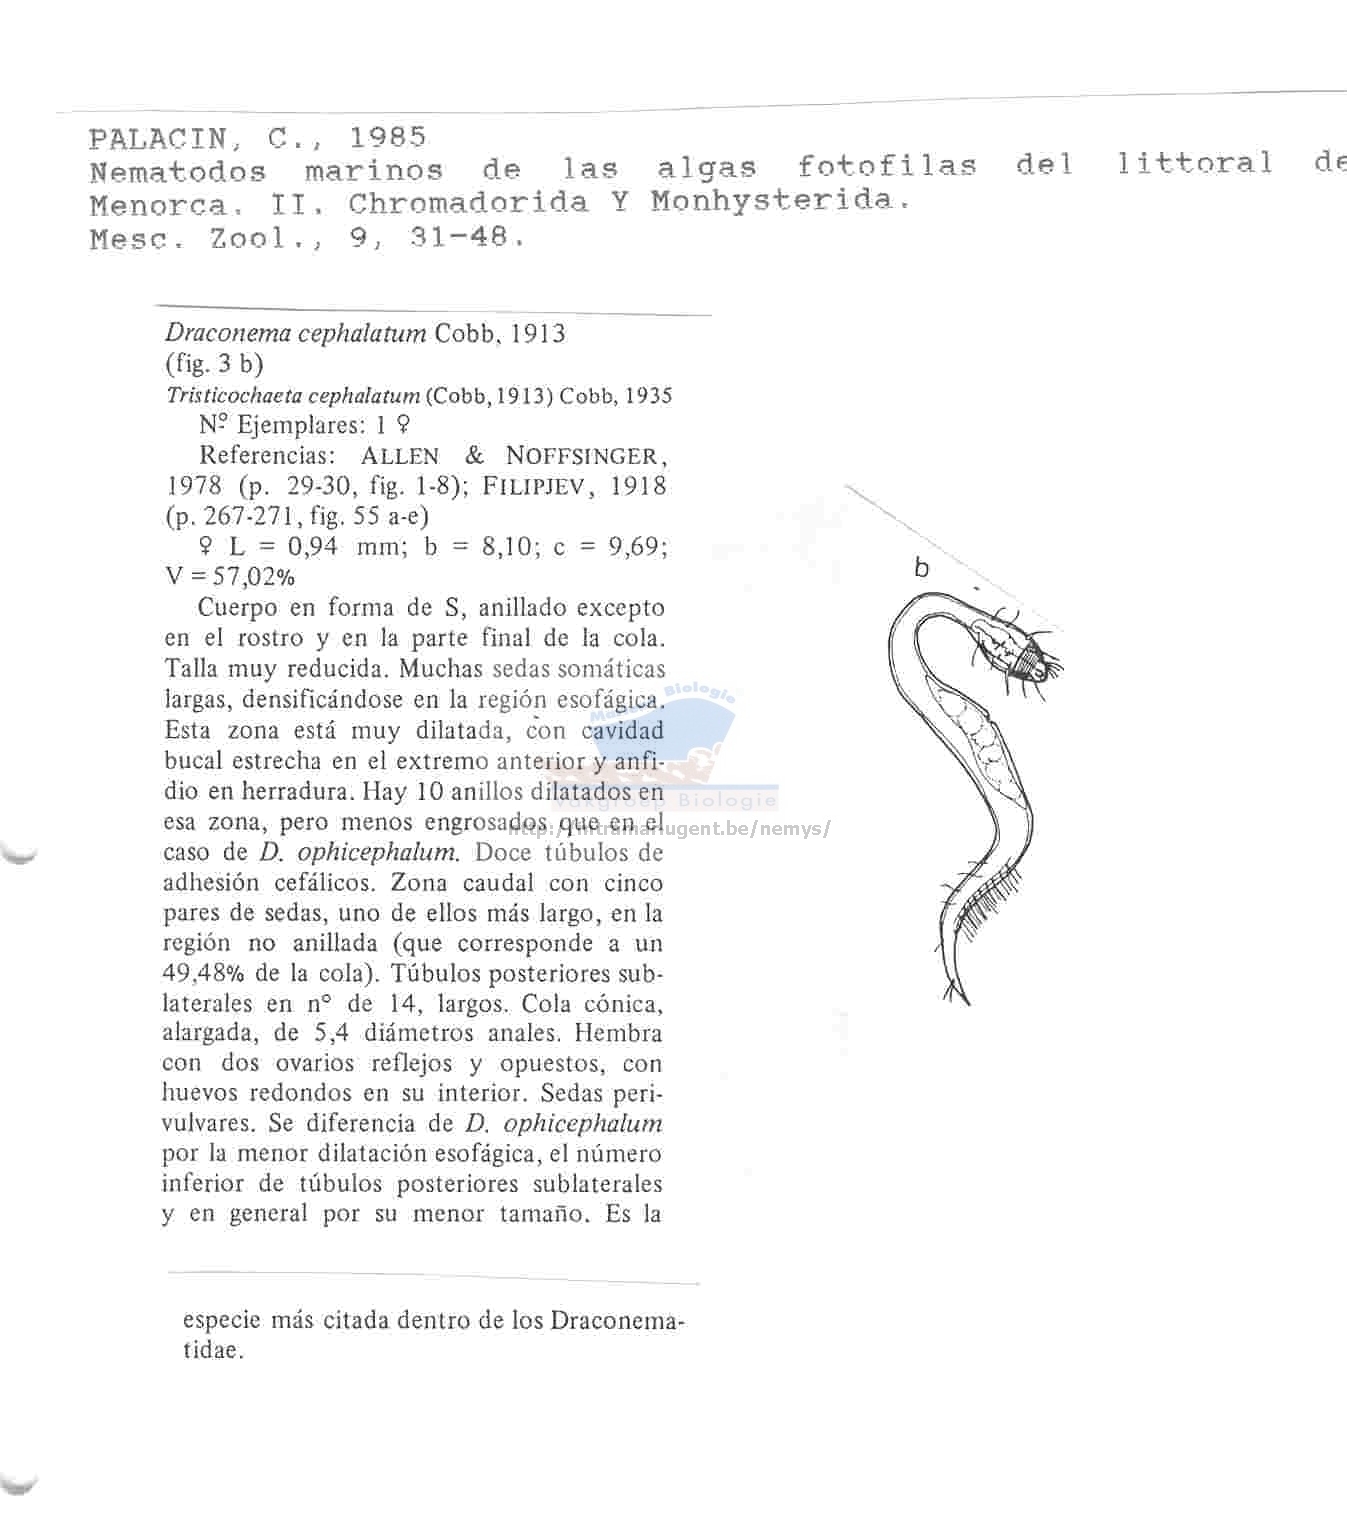 PALACIN, C., 1985
Nematodos marinos de las algas fotofilas del littoral de
Menorca. II. Chromadorida Y Monhysterida.
Mesc. Zool., 9, 31-48.
Draconema cephalatum Cobb, 1913
(fig. 3 b)
Tristicochaeta cephalatum (Cobb, 1913) Cobb, 1935
Nº Ejemplares: 1 ♀
Referencias: ALLEN & NOFFSINGER,
1978 (p. 29-30, fig. 1-8); FILIPJEV, 1918
(p. 267-271, fig. 55 a-e)
♀ L = 0,94 mm; b = 8,10; c = 9,69;
V = 57,02%
Cuerpo en forma de S, anillado excepto
en el rostro y en la parte final de la cola.
Talla muy reducida. Muchas sedas somáticas
largas, densificándose en la región esofágica.
Esta zona está muy dilatada, con cavidad
bucal estrecha en el extremo anterior y anfi-
dio en herradura. Hay 10 anillos dilatados en
esa zona, pero menos engrosados que en el
caso de D. ophicephalum. Doce túbulos de
adhesión cefálicos. Zona caudal con cinco
pares de sedas, uno de ellos más largo, en la
región no anillada (que corresponde a un
49,48% de la cola). Túbulos posteriores sub-
laterales en nº de 14, largos. Cola cónica,
alargada, de 5,4 diámetros anales. Hembra
con dos ovarios reflejos y opuestos, con
huevos redondos en su interior. Sedas peri-
vulvares. Se diferencia de D. ophicephalum
por la menor dilatación esofágica, el número
inferior de túbulos posteriores sublaterales
y en general por su menor tamaño. Es la
especie más citada dentro de los Draconema-
tidae.
b
Biologie
Vakgroep Biologie